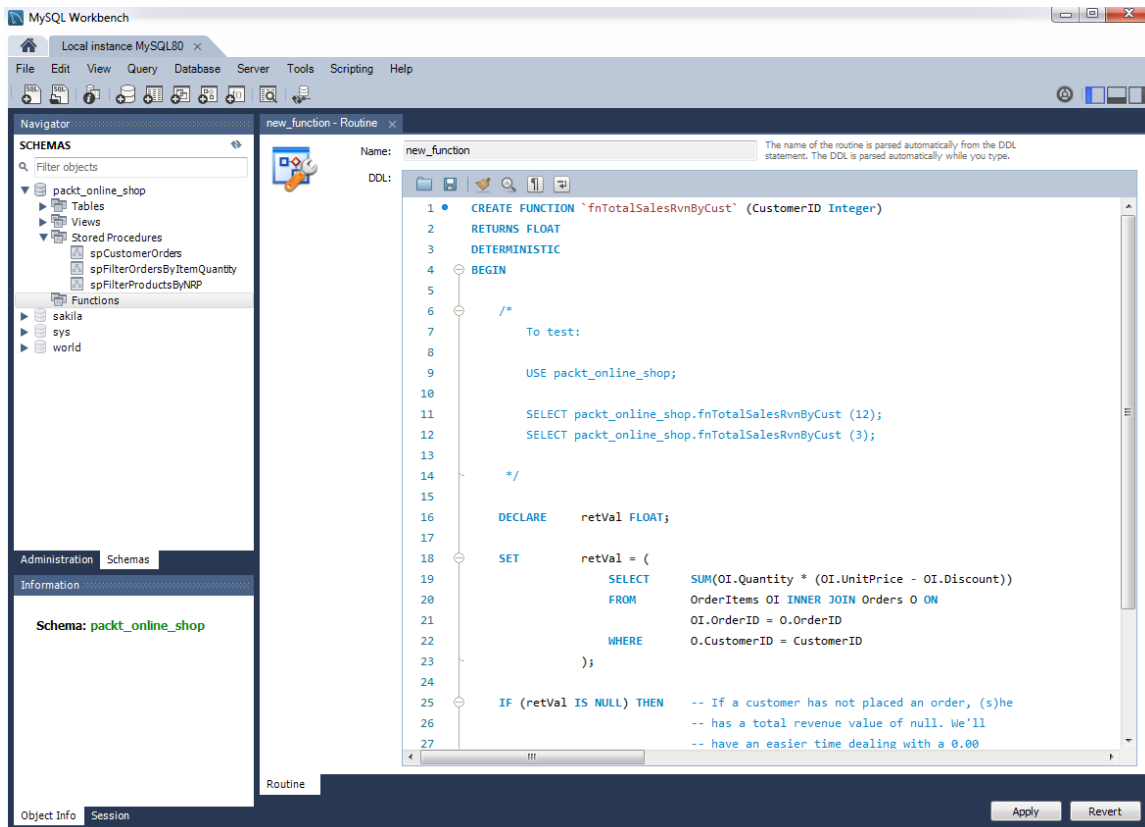 MySQL Workbench
Local instance MySQL80 ×
File Edit View Query Database Server Tools Scripting Help
Navigator
SCHEMAS
Filter objects
packt_online_shop
Tables
Views
Stored Procedures
spCustomerOrders
spFilterOrdersByItemQuantity
spFilterProductsByNRP
Functions
sakila
sys
world
Administration Schemas
Information
Schema: packt_online_shop
Object Info Session
new_function - Routine ×
Name: new_function
The name of the routine is parsed automatically from the DDL
statement. The DDL is parsed automatically while you type.
DDL:
1 CREATE FUNCTION `fnTotalSalesRvnByCust` (CustomerID Integer)
2 RETURNS FLOAT
3 DETERMINISTIC
4 BEGIN
5
6 /*
7 To test:
8
9 USE packt_online_shop;
10
11 SELECT packt_online_shop.fnTotalSalesRvnByCust (12);
12 SELECT packt_online_shop.fnTotalSalesRvnByCust (3);
13
14 */
15
16 DECLARE retVal FLOAT;
17
18 SET retVal = (
19 SELECT SUM(OI.Quantity * (OI.UnitPrice - OI.Discount))
20 FROM OrderItems OI INNER JOIN Orders O ON
21 OI.OrderID = O.OrderID
22 WHERE O.CustomerID = CustomerID
23 );
24
25 IF (retVal IS NULL) THEN -- If a customer has not placed an order, (s)he
26 -- has a total revenue value of null. We'll
27 -- have an easier time dealing with a 0.00
Routine
Apply Revert